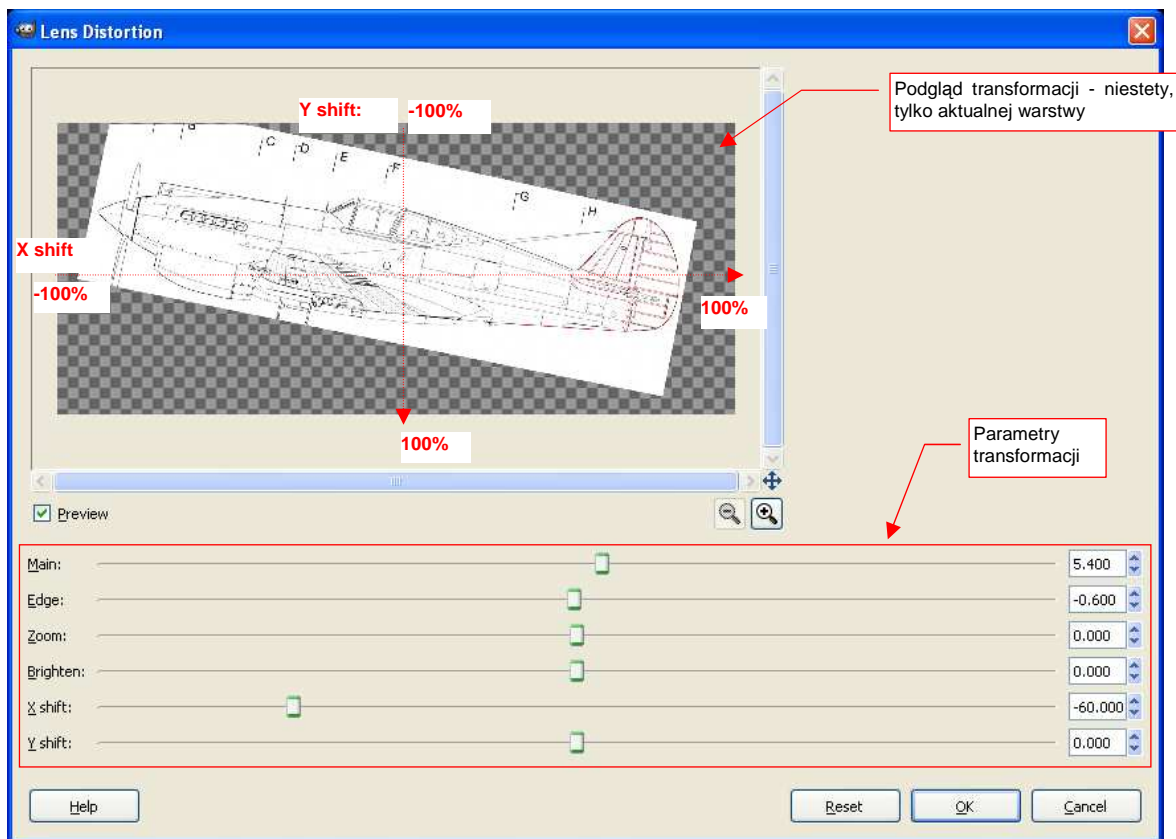 Lens Distortion
Podgląd transformacji - niestety,
tylko aktualnej warstwy
Y shift: -100%
G C D E F G H
G
X shift
-100%
100%
100%
Parametry
transformacji
Preview
Main: 5.400
Edge: -0.600
Zoom: 0.000
Brighten: 0.000
X shift: -60.000
Y shift: 0.000
Help Reset OK Cancel